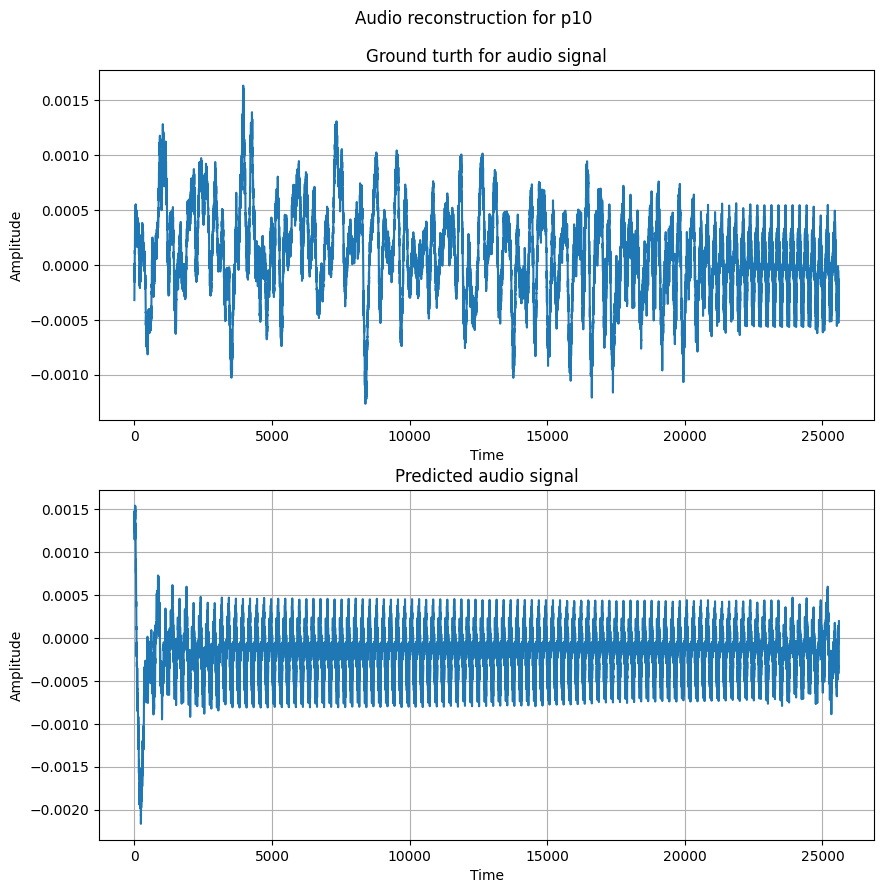 Audio reconstruction for p10
Ground turth for audio signal
0.0015
0.0010
0.0005
0.0000
−0.0005
−0.0010
Amplitude
0 5000 10000 15000 20000 25000
Time
Predicted audio signal
0.0015
0.0010
0.0005
0.0000
−0.0005
−0.0010
−0.0015
−0.0020
Amplitude
0 5000 10000 15000 20000 25000
Time